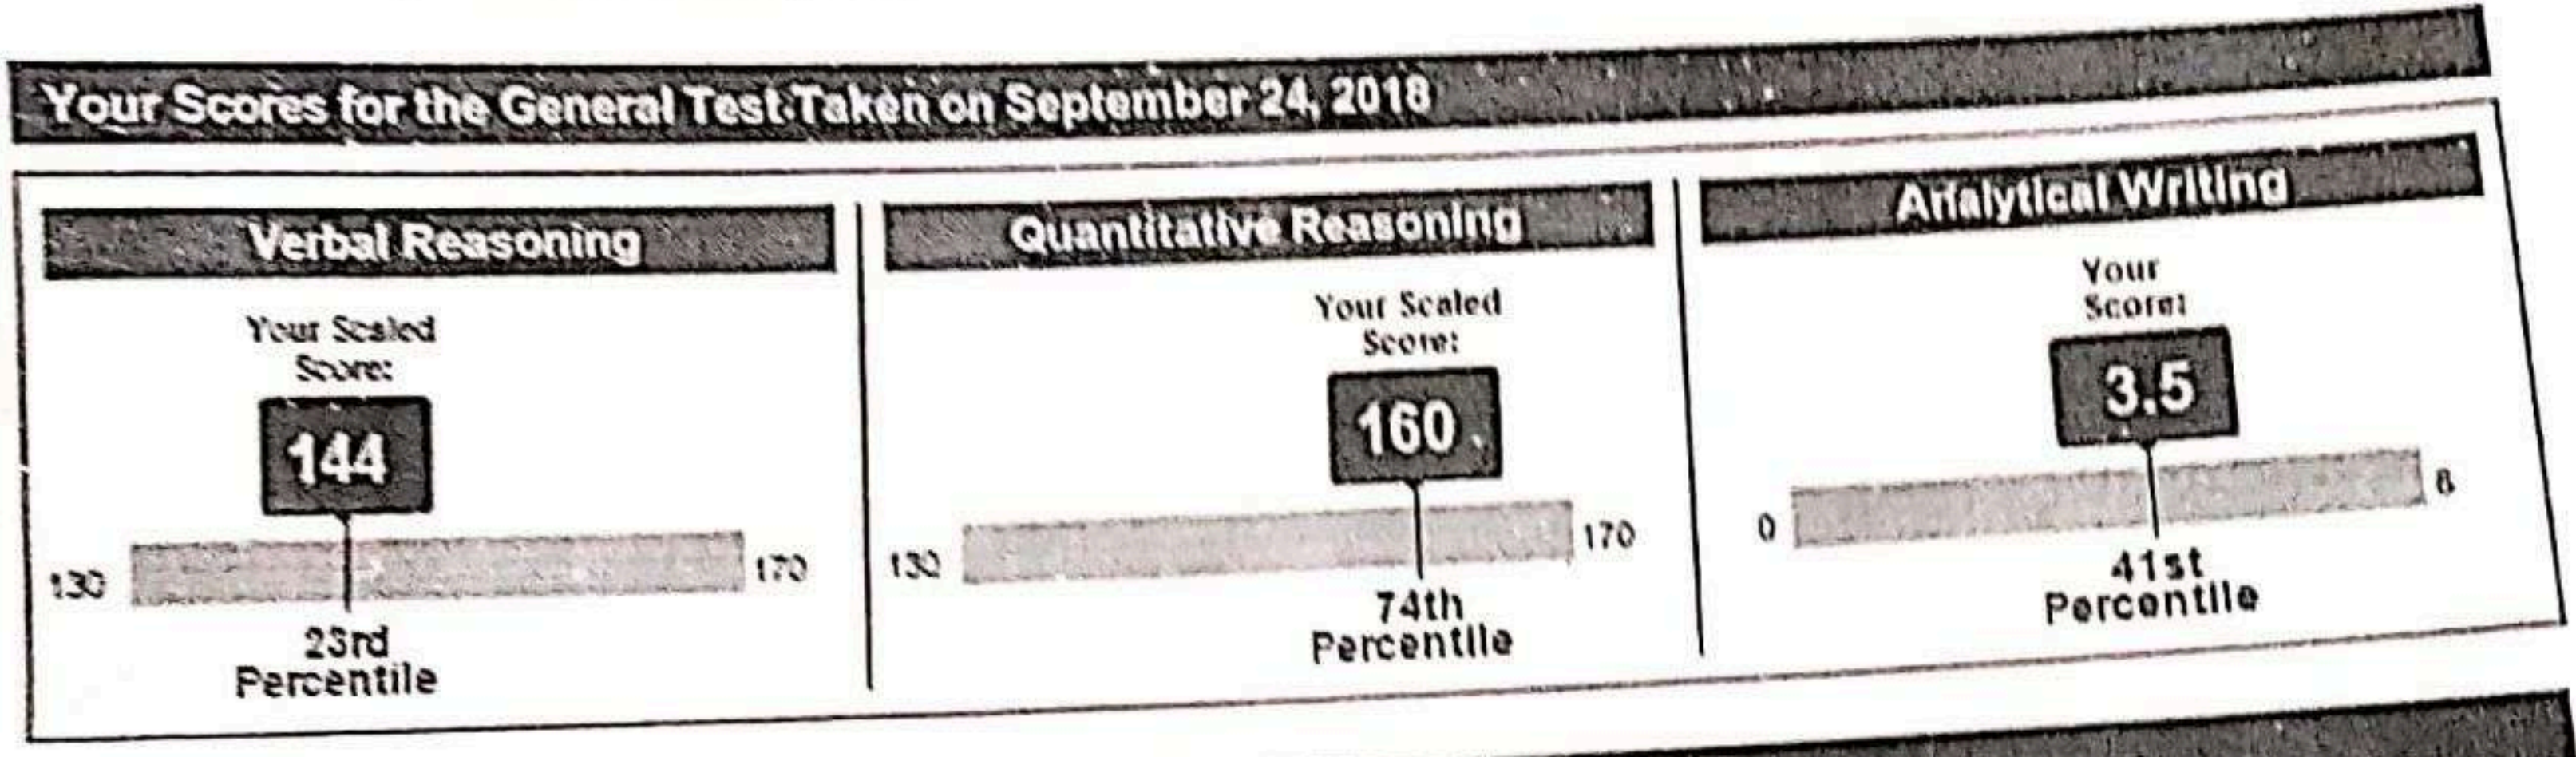 Your Scores for the General Test Taken on September 24, 2018
Verbal Reasoning
Your Scaled
Score:
144
130
170
23rd
Percentile
Quantitative Reasoning
Your Scaled
Score:
160
130
170
74th
Percentile
Analytical Writing
Your
Score:
3.5
0
6
41st
Percentile